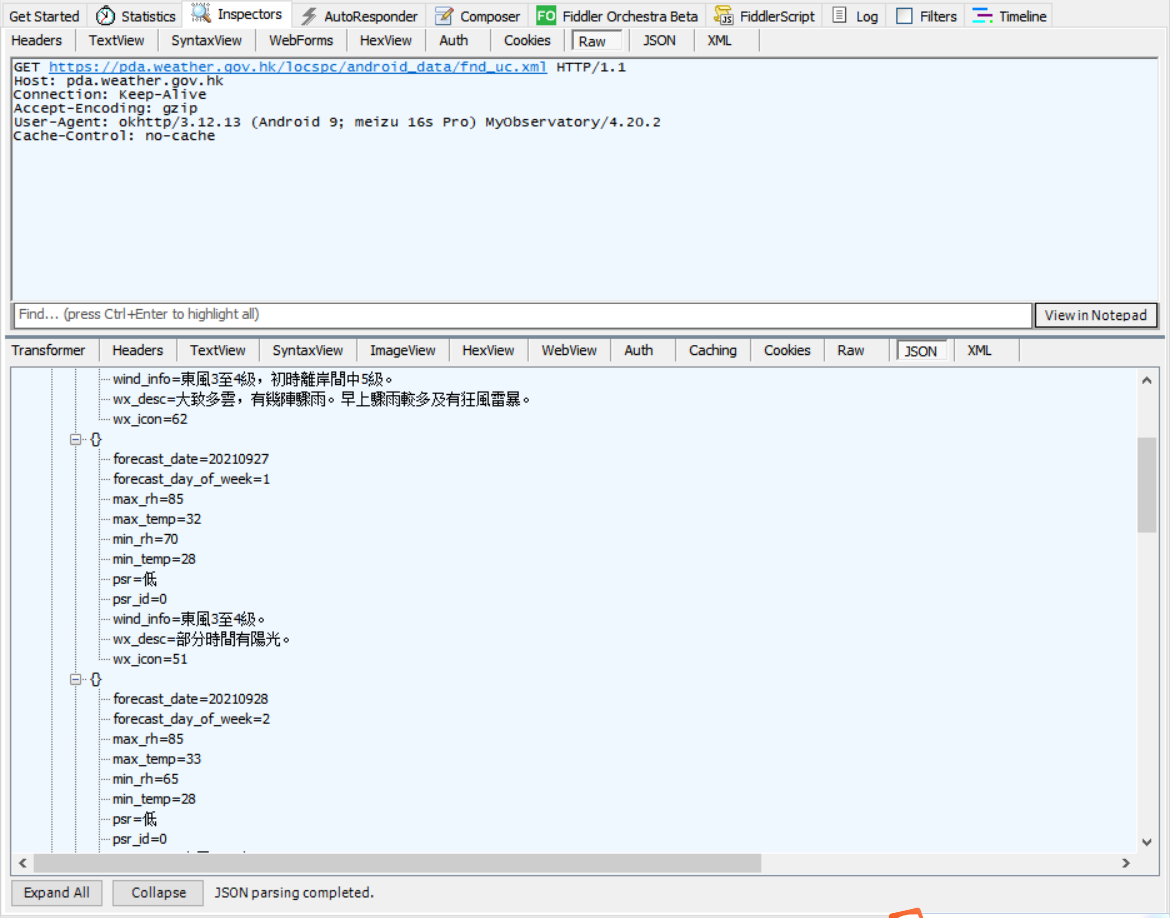 Get Started Statistics Inspectors AutoResponder Composer FO Fiddler Orchestra Beta FiddlerScript Log Filters Timeline
Headers TextView SyntaxView WebForms HexView Auth Cookies Raw JSON XML
GET https://pda.weather.gov.hk/locspc/android_data/fnd_uc.xml HTTP/1.1
Host: pda.weather.gov.hk
Connection: Keep-Alive
Accept-Encoding: gzip
User-Agent: okhttp/3.12.13 (Android 9; meizu 16s Pro) MyObservatory/4.20.2
Cache-Control: no-cache
Find... (press Ctrl+Enter to highlight all) View in Notepad
Transformer Headers TextView SyntaxView ImageView HexView WebView Auth Caching Cookies Raw JSON XML
wind_info=東風3至4級，初時離岸間中5級。
wx_desc=大致多雲，有幾陣驟雨。早上驟雨較多及有狂風雷暴。
wx_icon=62
{}
forecast_date=20210927
forecast_day_of_week=1
max_rh=85
max_temp=32
min_rh=70
min_temp=28
psr=低
psr_id=0
wind_info=東風3至4級。
wx_desc=部分時間有陽光。
wx_icon=51
{}
forecast_date=20210928
forecast_day_of_week=2
max_rh=85
max_temp=33
min_rh=65
min_temp=28
psr=低
psr_id=0
Expand All Collapse JSON parsing completed.